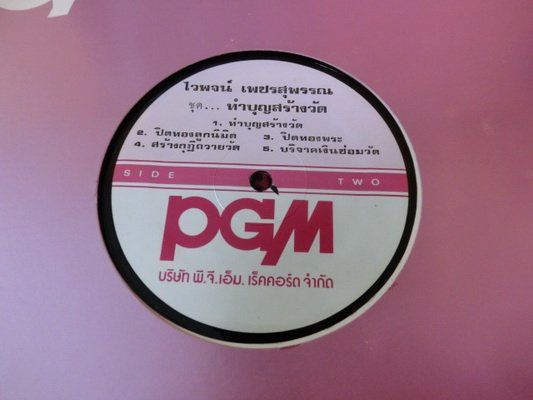 ไวพจน์ เพชรสุพรรณ
ชุด... ทำบุญสร้างวัด
1. ทำบุญสร้างวัด
2. ปิดทองลูกนิมิต 3. ปิดทองพระ
4. สร้างกุฏิถวายวัด 5. บริจาคเงินซ่อมวัด
SIDE TWO
PGM
บริษัท พี.จี.เอ็ม. เร็คคอร์ด จำกัด